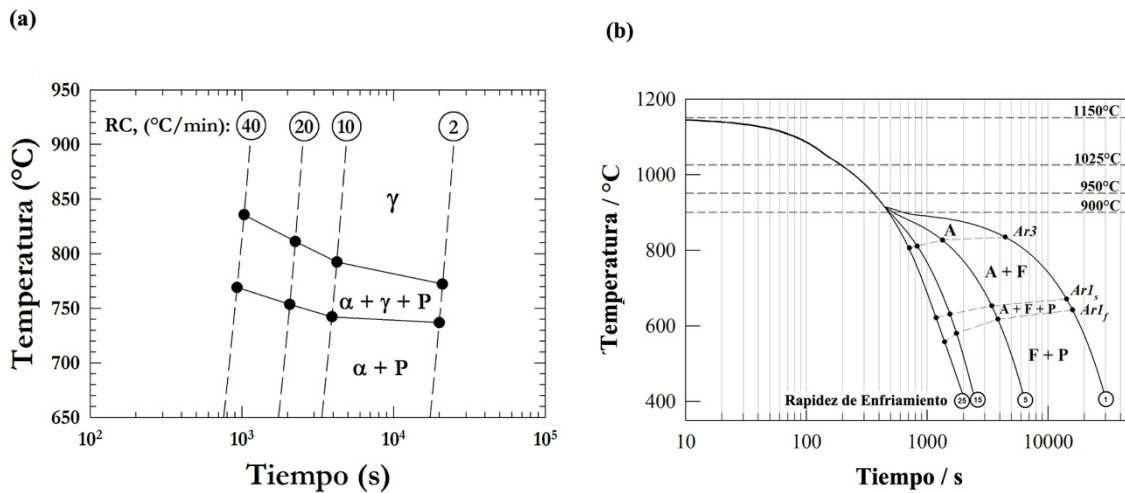 (a)
950
900
850
800
750
700
650
Temperatura (°C)
RC, (°C/min): 40 20 10 2
γ
α + γ + P
α + P
10² 10³ 10⁴ 10⁵
Tiempo (s)
(b)
1200
1000
800
600
400
Temperatura / °C
1150°C
1025°C
950°C
900°C
A
Ar3
A + F
Ar1s
A + F + P
Ar1f
F + P
Rapidez de Enfriamiento 25 15 5 1
10 100 1000 10000
Tiempo / s